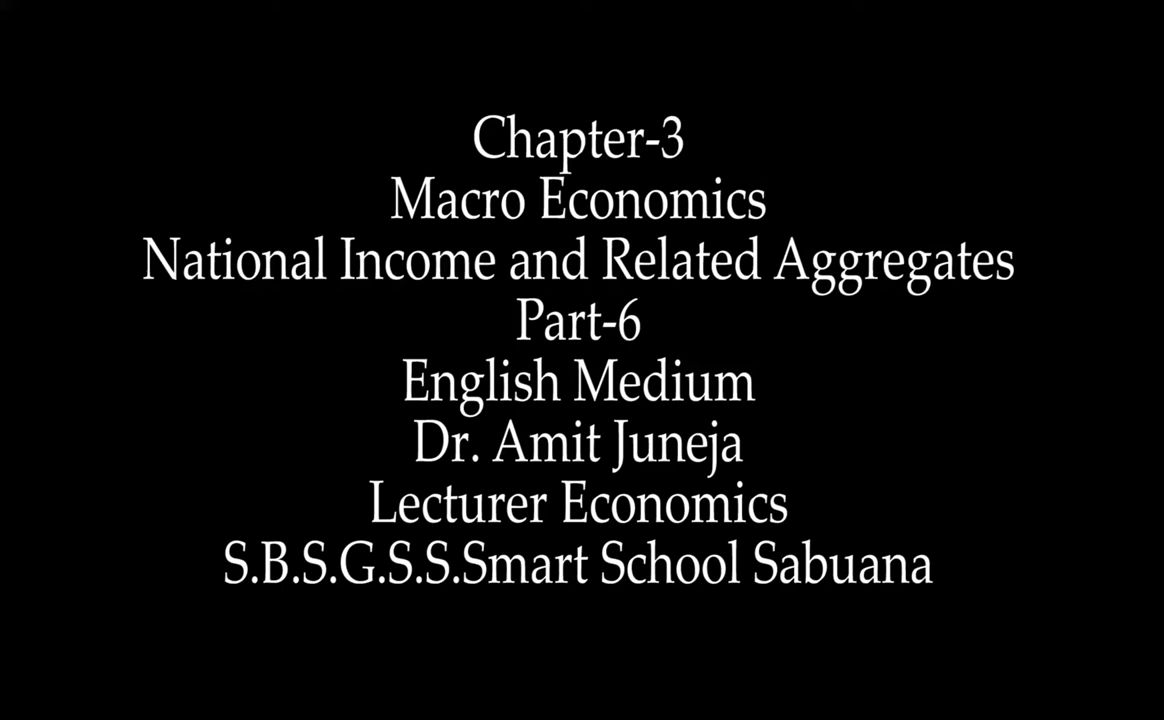 Chapter-3
Macro Economics
National Income and Related Aggregates
Part-6
English Medium
Dr. Amit Juneja
Lecturer Economics
S.B.S.G.S.S.Smart School Sabuana